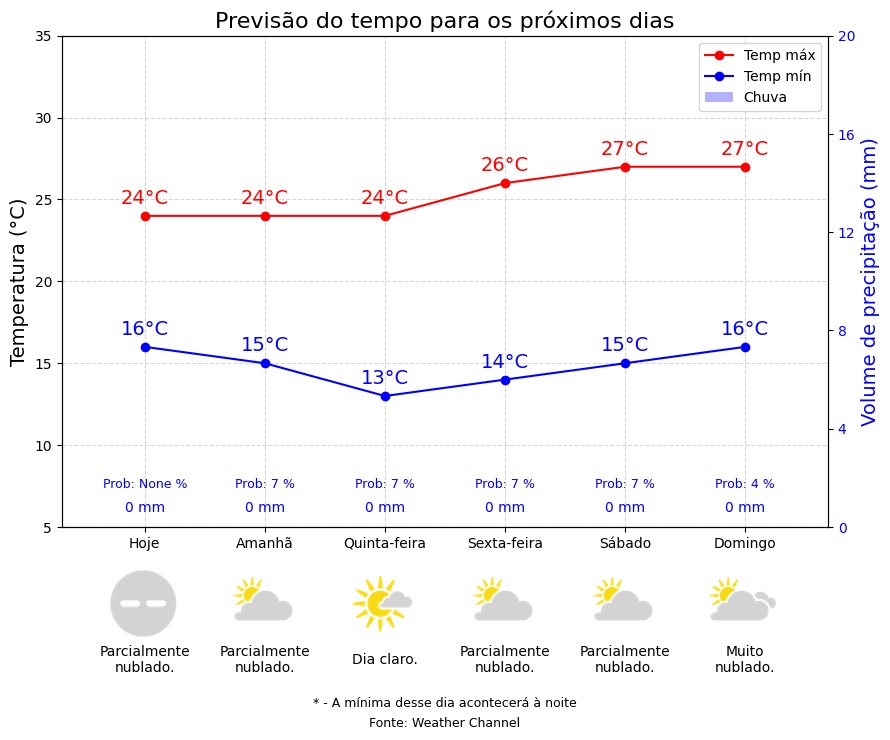 Previsão do tempo para os próximos dias
Temperatura (°C)
Volume de precipitação (mm)
35
30
25
20
15
10
5
20
16
12
8
4
0
Temp máx
Temp mín
Chuva
24°C 24°C 24°C 26°C 27°C 27°C
16°C 15°C 13°C 14°C 15°C 16°C
Prob: None % Prob: 7 % Prob: 7 % Prob: 7 % Prob: 7 % Prob: 4 %
0 mm 0 mm 0 mm 0 mm 0 mm 0 mm
Hoje Amanhã Quinta-feira Sexta-feira Sábado Domingo
Parcialmente
nublado.
Parcialmente
nublado.
Dia claro.
Parcialmente
nublado.
Parcialmente
nublado.
Muito
nublado.
* - A mínima desse dia acontecerá à noite
Fonte: Weather Channel